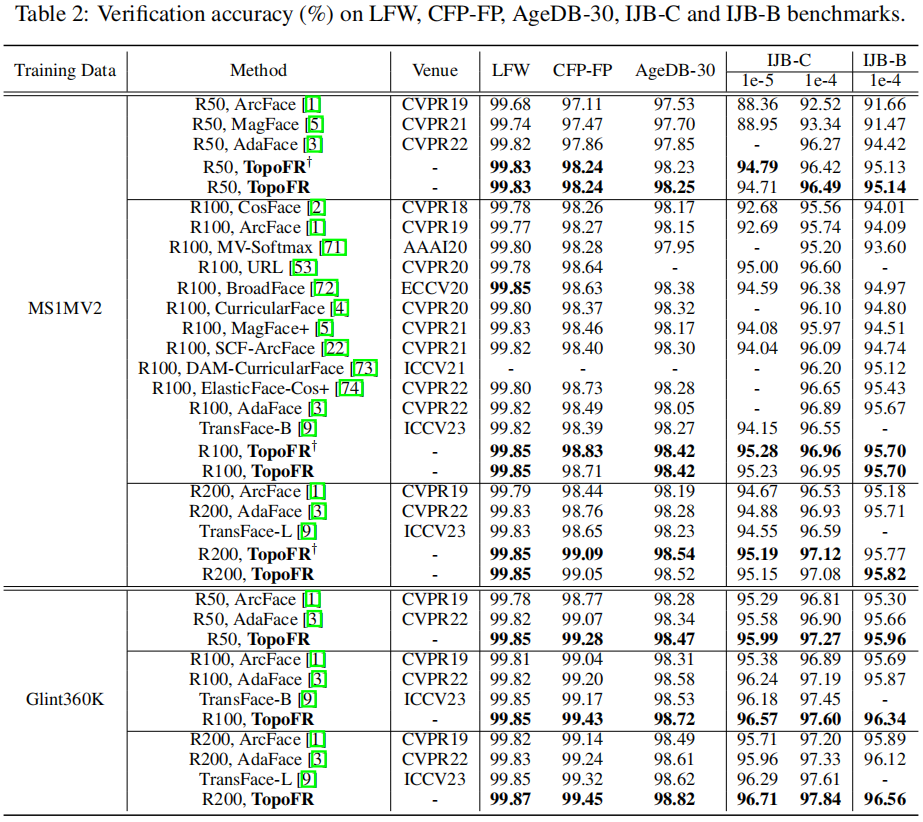 Table 2: Verification accuracy (%) on LFW, CFP-FP, AgeDB-30, IJB-C and IJB-B benchmarks.
Training Data Method Venue LFW CFP-FP AgeDB-30 IJB-C IJB-B
1e-5 1e-4 1e-4
R50, ArcFace [1] CVPR19 99.68 97.11 97.53 88.36 92.52 91.66
R50, MagFace [5] CVPR21 99.74 97.47 97.70 88.95 93.34 91.47
R50, AdaFace [3] CVPR22 99.82 97.86 97.85 - 96.27 94.42
R50, TopoFR† - 99.83 98.24 98.23 94.79 96.42 95.13
R50, TopoFR - 99.83 98.24 98.25 94.71 96.49 95.14
R100, CosFace [2] CVPR18 99.78 98.26 98.17 92.68 95.56 94.01
R100, ArcFace [1] CVPR19 99.77 98.27 98.15 92.69 95.74 94.09
R100, MV-Softmax [71] AAAI20 99.80 98.28 97.95 - 95.20 93.60
R100, URL [53] CVPR20 99.78 98.64 - 95.00 96.60 -
R100, BroadFace [72] ECCV20 99.85 98.63 98.38 94.59 96.38 94.97
MS1MV2 R100, CurricularFace [4] CVPR20 99.80 98.37 98.32 - 96.10 94.80
R100, MagFace+ [5] CVPR21 99.83 98.46 98.17 94.08 95.97 94.51
R100, SCF-ArcFace [22] CVPR21 99.82 98.40 98.30 94.04 96.09 94.74
R100, DAM-CurricularFace [73] ICCV21 - - - - 96.20 95.12
R100, ElasticFace-Cos+ [74] CVPR22 99.80 98.73 98.28 - 96.65 95.43
R100, AdaFace [3] CVPR22 99.82 98.49 98.05 - 96.89 95.67
TransFace-B [9] ICCV23 99.82 98.39 98.27 94.15 96.55 -
R100, TopoFR† - 99.85 98.83 98.42 95.28 96.96 95.70
R100, TopoFR - 99.85 98.71 98.42 95.23 96.95 95.70
R200, ArcFace [1] CVPR19 99.79 98.44 98.19 94.67 96.53 95.18
R200, AdaFace [3] CVPR22 99.83 98.76 98.28 94.88 96.93 95.71
TransFace-L [9] ICCV23 99.83 98.65 98.23 94.55 96.59 -
R200, TopoFR† - 99.85 99.09 98.54 95.19 97.12 95.77
R200, TopoFR - 99.85 99.05 98.52 95.15 97.08 95.82
R50, ArcFace [1] CVPR19 99.78 98.77 98.28 95.29 96.81 95.30
R50, AdaFace [3] CVPR22 99.82 99.07 98.34 95.58 96.90 95.66
R50, TopoFR - 99.85 99.28 98.47 95.99 97.27 95.96
R100, ArcFace [1] CVPR19 99.81 99.04 98.31 95.38 96.89 95.69
R100, AdaFace [3] CVPR22 99.82 99.20 98.58 96.24 97.19 95.87
Glint360K TransFace-B [9] ICCV23 99.85 99.17 98.53 96.18 97.45 -
R100, TopoFR - 99.85 99.43 98.72 96.57 97.60 96.34
R200, ArcFace [1] CVPR19 99.82 99.14 98.49 95.71 97.20 95.89
R200, AdaFace [3] CVPR22 99.83 99.24 98.61 95.96 97.33 96.12
TransFace-L [9] ICCV23 99.85 99.32 98.62 96.29 97.61 -
R200, TopoFR - 99.87 99.45 98.82 96.71 97.84 96.56